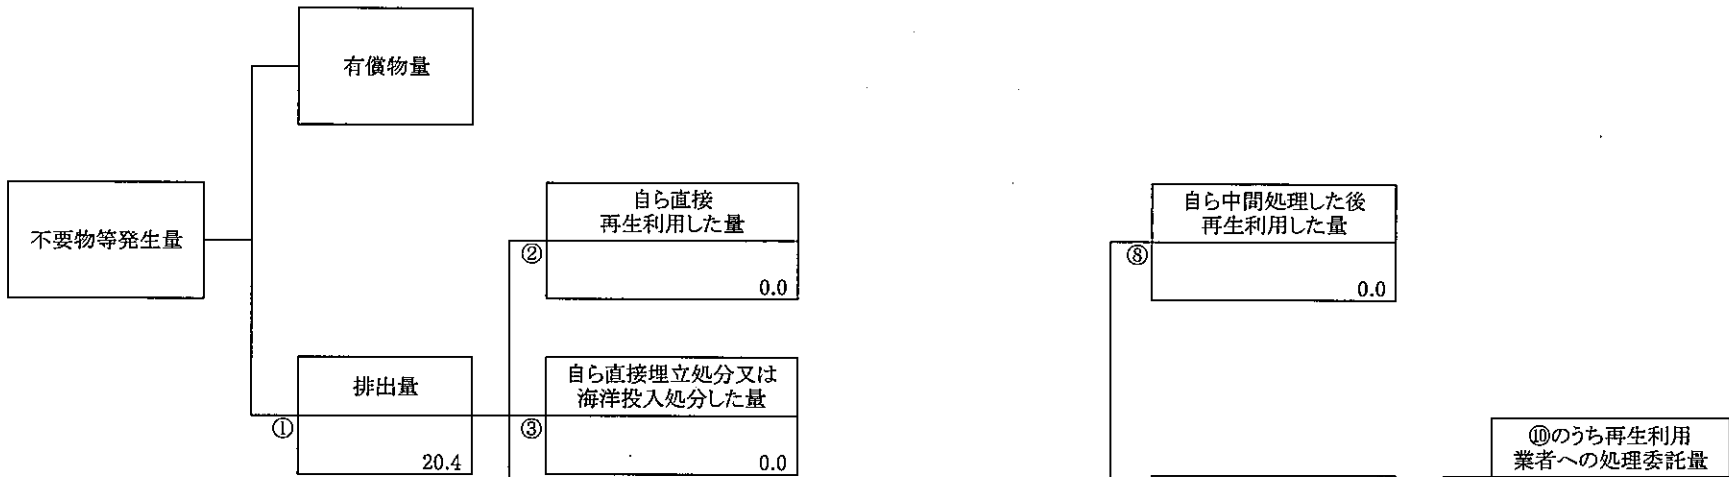 有償物量
不要物等発生量
自ら直接
再生利用した量
②
0.0
自ら中間処理した後
再生利用した量
⑧
0.0
排出量
①
20.4
自ら直接埋立処分又は
海洋投入処分した量
③
0.0
⑩のうち再生利用
業者への処理委託量